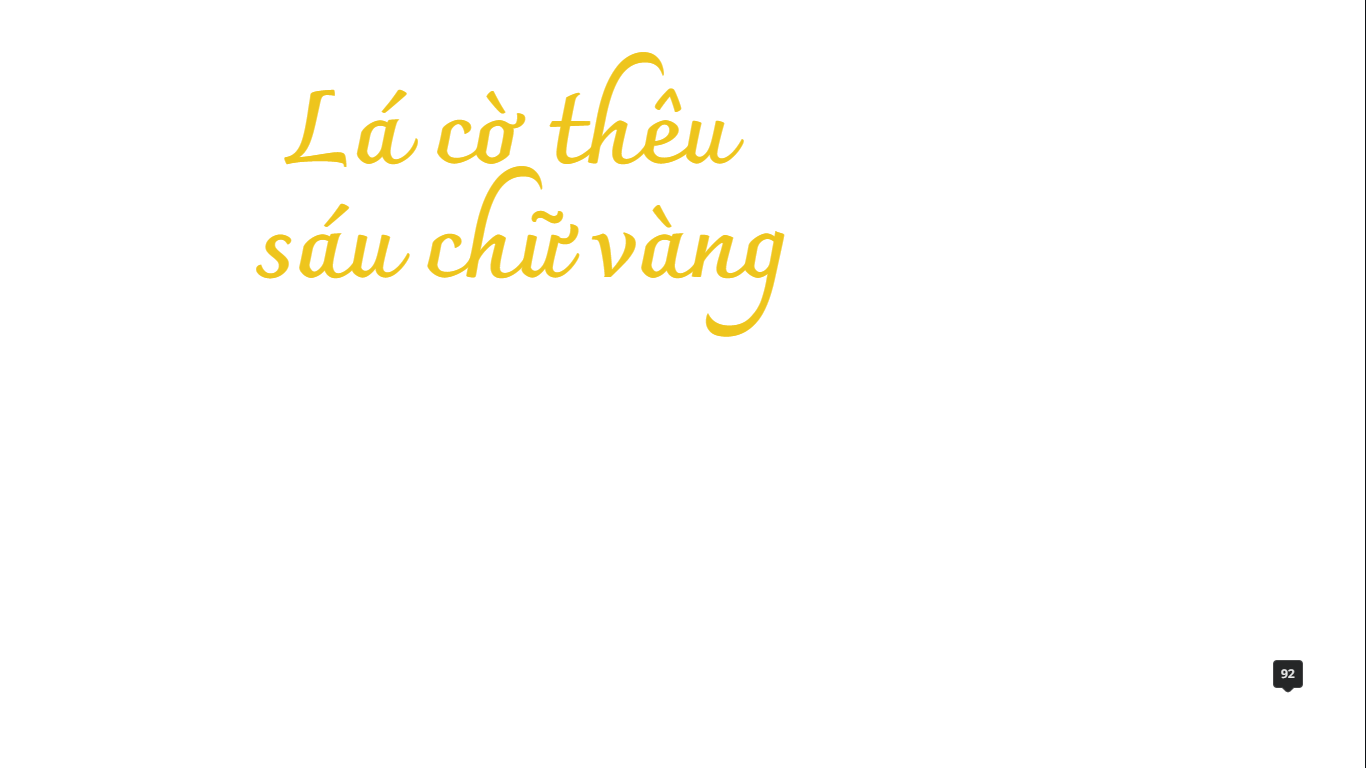 Lá cờ thêu
sáu chữ vàng
92